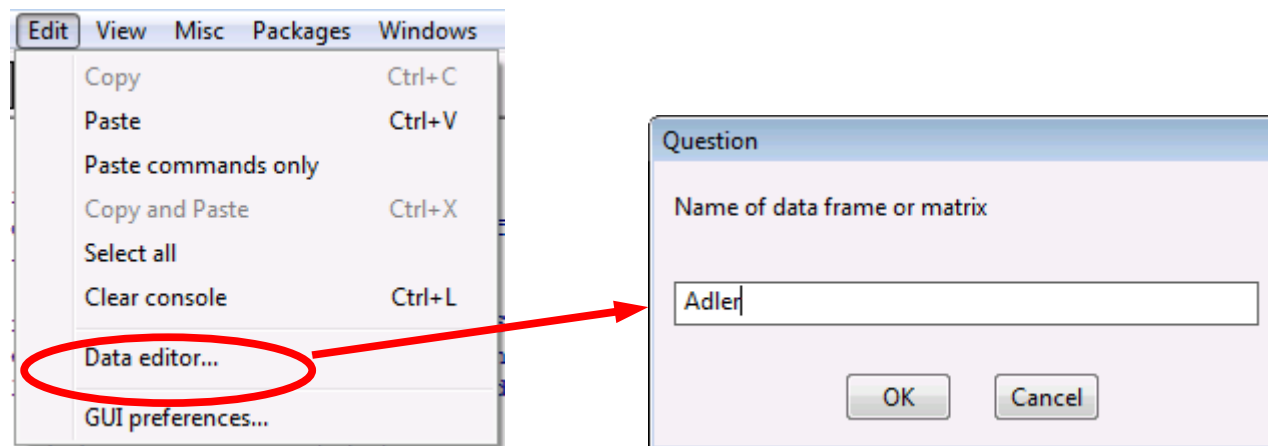 Edit View Misc Packages Windows
Copy Ctrl+C
Paste Ctrl+V
Paste commands only
Copy and Paste Ctrl+X
Select all
Clear console Ctrl+L
Data editor...
GUI preferences...
Question
Name of data frame or matrix
Adler
OK Cancel